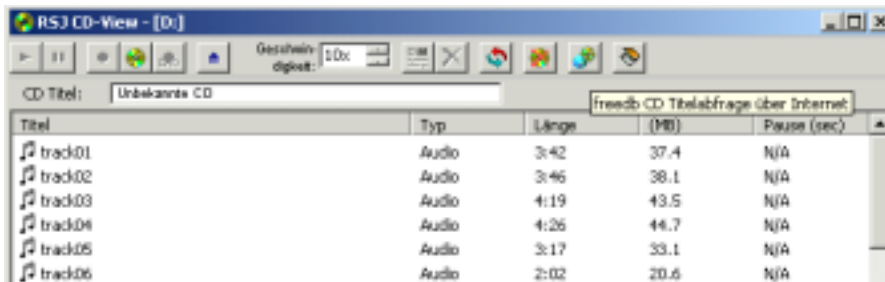 RSJ CD-View - [D:]
Geschwin-
digkeit: 10x
CD Titel: Unbekannte CD
freedb CD Titelabfrage über Internet
Titel Typ Länge (MB) Pause (sec)
track01 Audio 3:42 37.4 N/A
track02 Audio 3:46 38.1 N/A
track03 Audio 4:19 43.5 N/A
track04 Audio 4:26 44.7 N/A
track05 Audio 3:17 33.1 N/A
track06 Audio 2:02 20.6 N/A